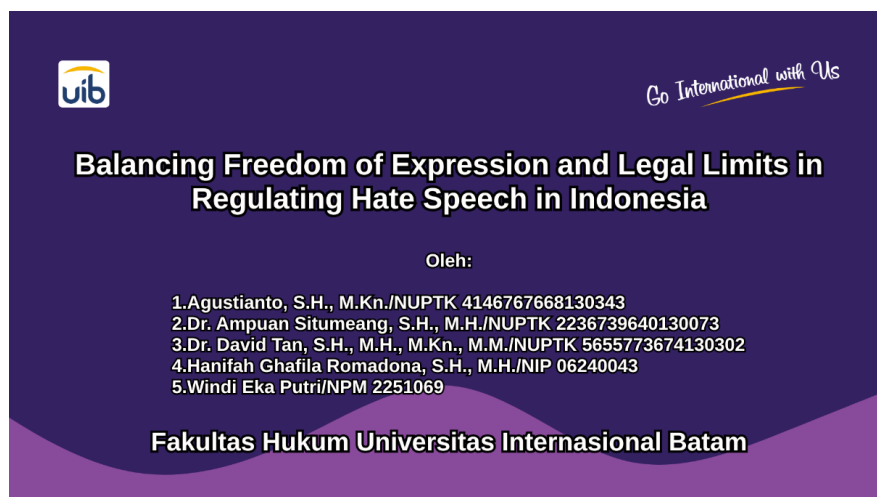 uib
Go International with Us
Balancing Freedom of Expression and Legal Limits in
Regulating Hate Speech in Indonesia
Oleh:
1.Agustianto, S.H., M.Kn./NUPTK 4146767668130343
2.Dr. Ampuan Situmeang, S.H., M.H./NUPTK 2236739640130073
3.Dr. David Tan, S.H., M.H., M.Kn., M.M./NUPTK 5655773674130302
4.Hanifah Ghafila Romadona, S.H., M.H./NIP 06240043
5.Windi Eka Putri/NPM 2251069
Fakultas Hukum Universitas Internasional Batam